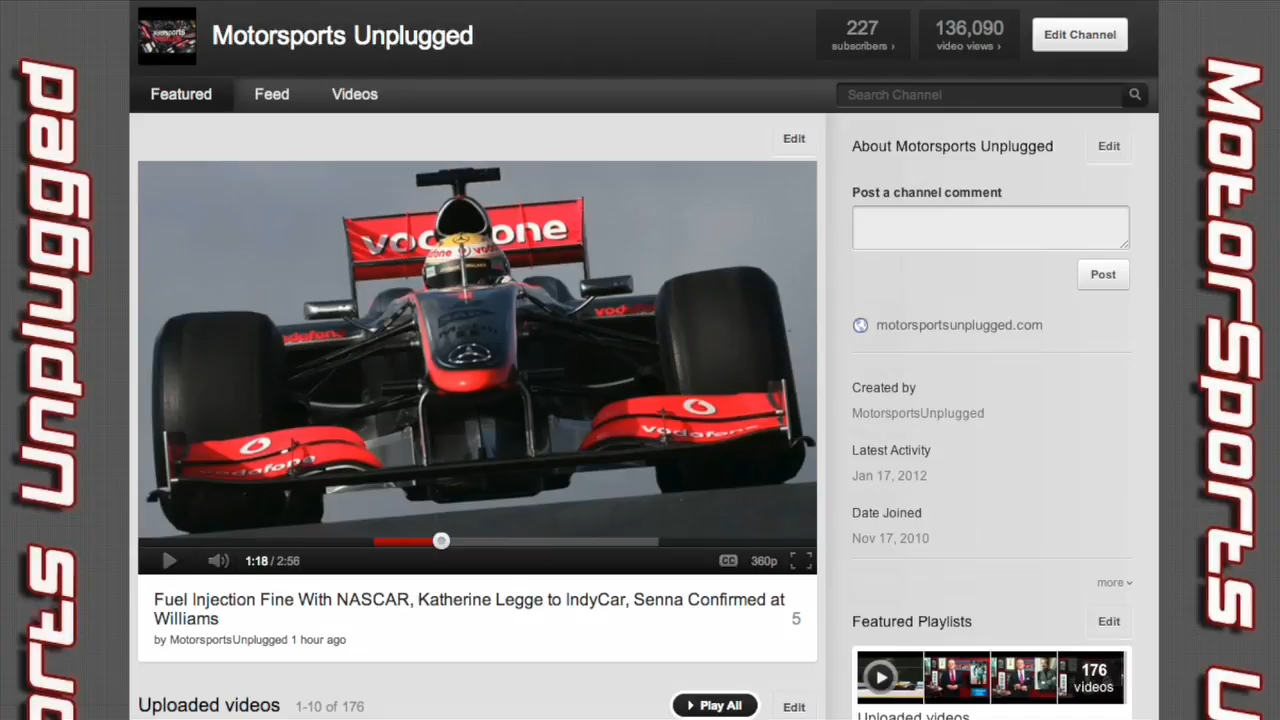 Motorsports Unplugged
227
subscribers ›
136,090
video views ›
Edit Channel
Featured
Feed
Videos
Search Channel
Edit
vodafone
vodafone
vodafone
1:18 / 2:56
CC
360p
Fuel Injection Fine With NASCAR, Katherine Legge to IndyCar, Senna Confirmed at
Williams
5
by MotorsportsUnplugged 1 hour ago
Uploaded videos
1-10 of 176
Play All
Edit
About Motorsports Unplugged
Edit
Post a channel comment
Post
motorsportsunplugged.com
Created by
MotorsportsUnplugged
Latest Activity
Jan 17, 2012
Date Joined
Nov 17, 2010
more
Featured Playlists
Edit
176
videos
Uploaded videos
MotorSports U
rts Unplugged